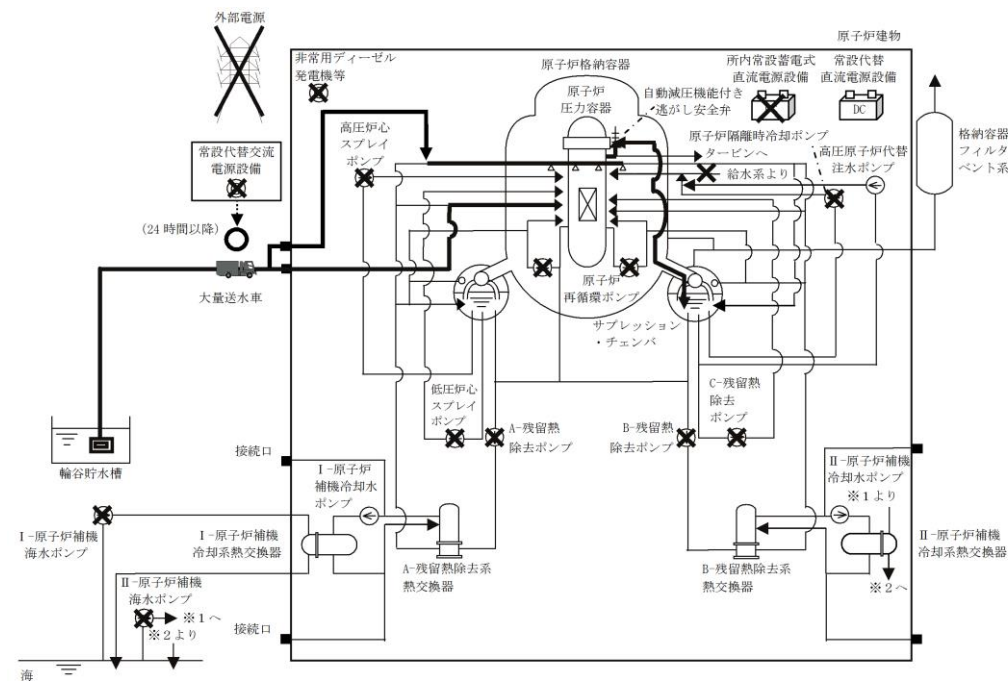 外部電源
原子炉建物
非常用ディーゼル
発電機等
原子炉格納容器
原子炉
圧力容器
自動減圧機能付き
逃がし安全弁
所内常設蓄電式
直流電源設備
常設代替
直流電源設備
DC
格納容器
フィルタ
ベント系
高圧炉心
スプレイ
ポンプ
原子炉隔離時冷却ポンプ
タービンへ
給水系より
高圧原子炉代替
注水ポンプ
常設代替交流
電源設備
(24時間以降)
大量送水車
原子炉
再循環ポンプ
サプレッション
・チェンバ
低圧炉心
スプレイ
ポンプ
A-残留熱
除去ポンプ
B-残留熱
除去ポンプ
C-残留熱
除去
ポンプ
輪谷貯水槽
接続口
Ⅰ-原子炉
補機冷却水
ポンプ
Ⅱ-原子炉補機
冷却水ポンプ
※1より
Ⅰ-原子炉補機
海水ポンプ
Ⅰ-原子炉補機
冷却系熱交換器
A-残留熱除去系
熱交換器
B-残留熱除去系
熱交換器
Ⅱ-原子炉補機
冷却系熱交換器
※2へ
Ⅱ-原子炉補機
海水ポンプ
※1へ
※2より
接続口
海